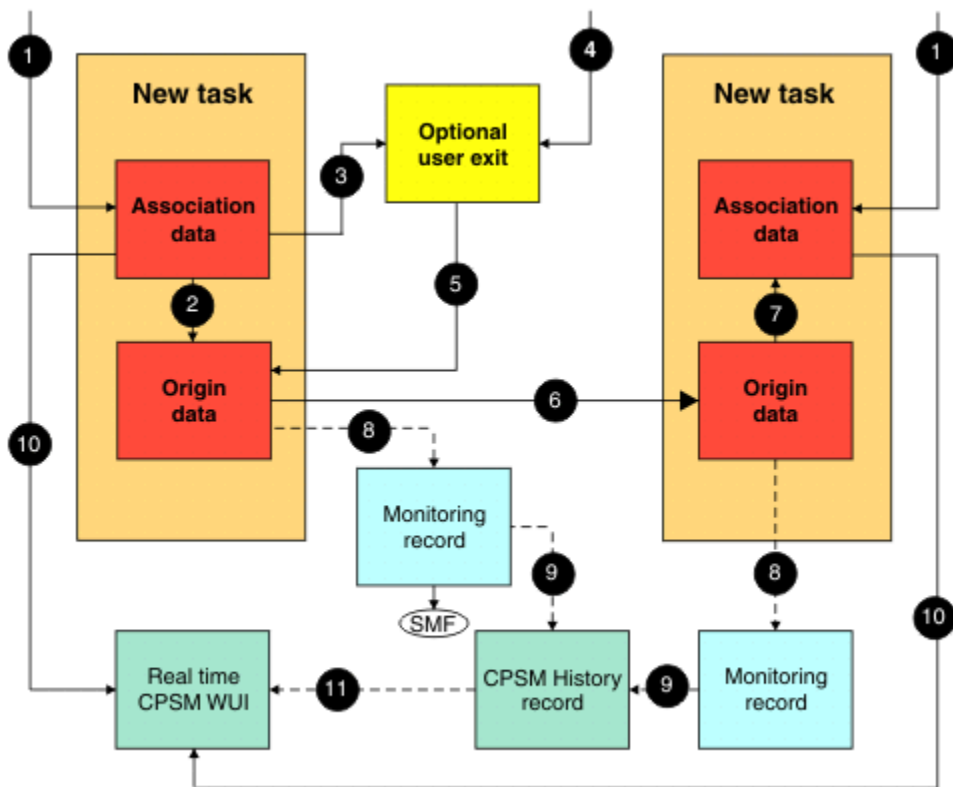 1
4
1
New task
New task
Optional
user exit
3
Association
data
Association
data
2
5
7
Origin
data
Origin
data
6
8
10
Monitoring
record
9
8
SMF
10
Real time
CPSM WUI
11
CPSM History
record
9
Monitoring
record